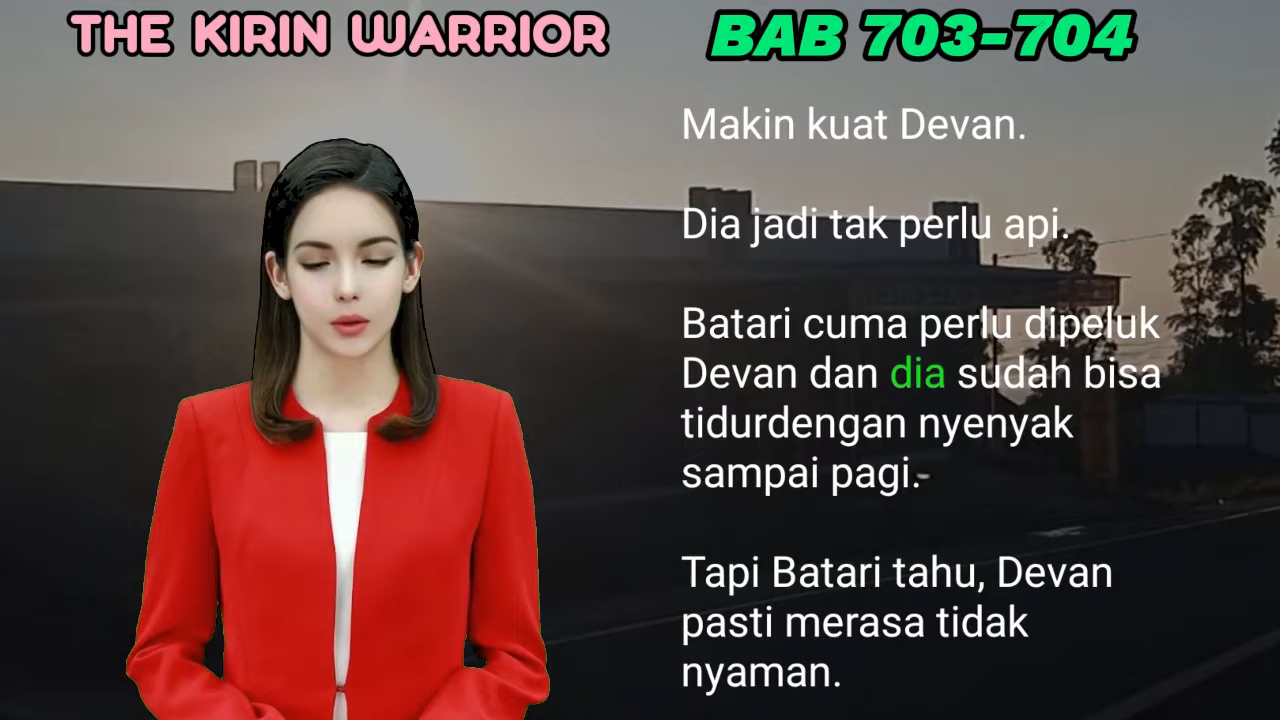 THE KIRIN WARRIOR
BAB 703-704
Makin kuat Devan.
Dia jadi tak perlu api.
Batari cuma perlu dipeluk
Devan dan dia sudah bisa
tidurdengan nyenyak
sampai pagi.
Tapi Batari tahu, Devan
pasti merasa tidak
nyaman.